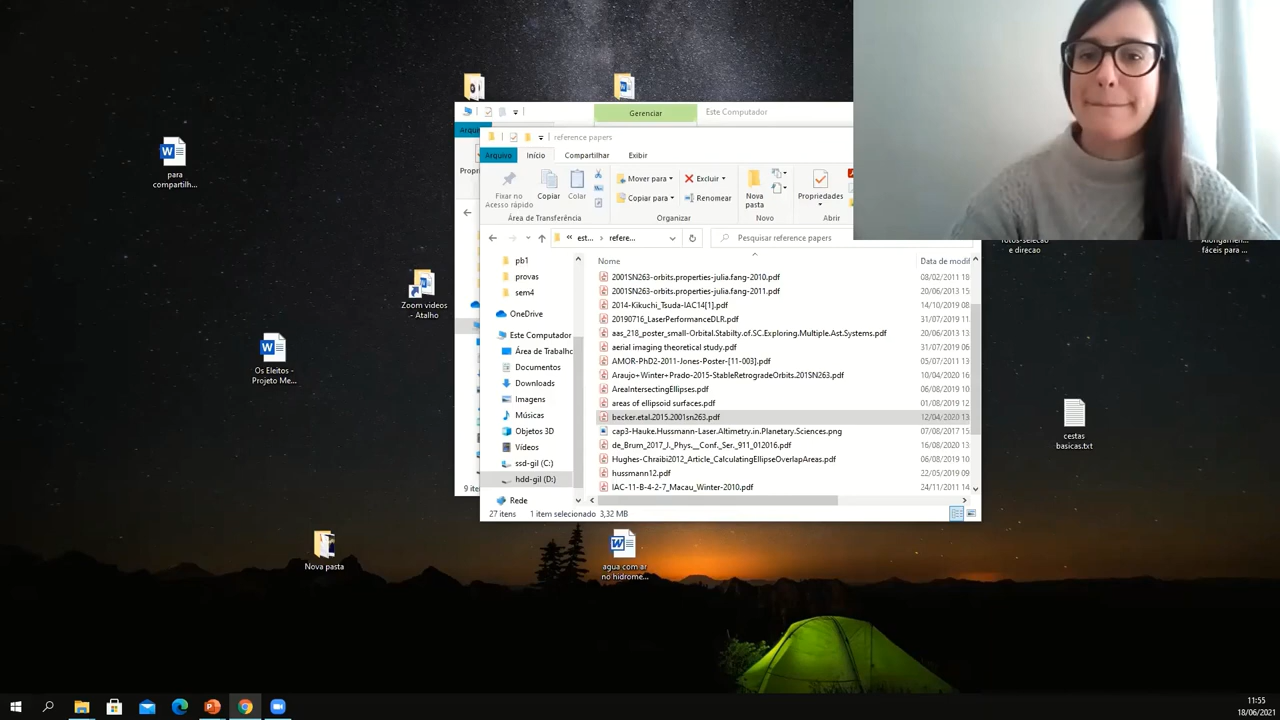 para
compartilh...
Os Eleitos -
Projeto Me...
Zoom videos
- Atalho
Nova pasta
Gerenciar
Este Computador
reference papers
Arquivo
Início
Compartilhar
Exibir
Fixar no
Acesso rápido
Copiar
Colar
Mover para
Copiar para
Excluir
Renomear
Nova
pasta
Propriedades
Área de Transferência
Organizar
Novo
Abrir
« est... › refere...
Pesquisar reference papers
pb1
provas
sem4
OneDrive
Este Computador
Área de Trabalho
Documentos
Downloads
Imagens
Músicas
Objetos 3D
Vídeos
ssd-gil (C:)
hdd-gil (D:)
Rede
Nome
Data de modif
2001SN263-orbits.properties-julia.fang-2010.pdf 08/02/2011 18
2001SN263-orbits.properties-julia.fang-2011.pdf 20/06/2013 15
2014-Kikuchi_Tsuda-IAC14[1].pdf 14/10/2019 08
20190716_LaserPerformanceDLR.pdf 31/07/2019 11
aas_218_poster_small-Orbital.Stabilty.of.SC.Exploring.Multiple.Ast.Systems.pdf 20/06/2013 13
aerial imaging theoretical study.pdf 31/07/2019 06
AMOR-PhD2-2011-Jones-Poster-[11-003].pdf 05/07/2011 13
Araujo+Winter+Prado-2015-StableRetrogradeOrbits.2015N263.pdf 10/04/2020 16
AreaIntersectingEllipses.pdf 06/08/2019 10
areas of ellipsoid surfaces.pdf 01/08/2019 12
becker.etal.2015.2001sn263.pdf 12/04/2020 13
cap3-Hauke.Hussmann-Laser.Altimetry.in.Planetary.Sciences.png 07/08/2017 15
de_Brum_2017_J._Phys.__Conf._Ser._911_012016.pdf 16/08/2020 13
Hughes-Chraibi2012_Article_CalculatingEllipseOverlapAreas.pdf 06/08/2019 10
hussmann12.pdf 22/05/2019 09
IAC-11-B-4-2-7_Macau_Winter-2010.pdf 24/11/2011 14
27 itens 1 item selecionado 3,32 MB
agua com ar
no hidrome...
e direcao
fáceis para ...
cestas
basicas.txt
11:55
18/06/2021